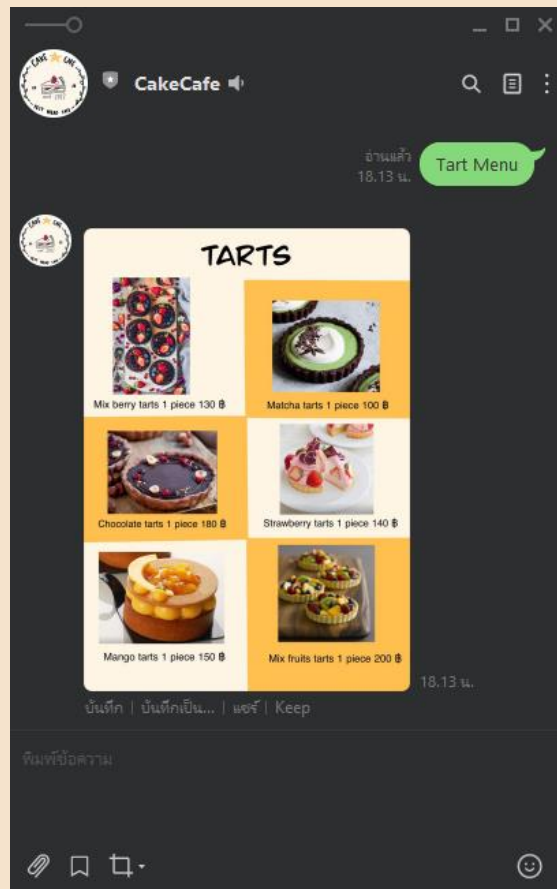 CakeCafe
อ่านแล้ว
18.13 น.
Tart Menu
TARTS
Mix berry tarts 1 piece 130 ฿
Matcha tarts 1 piece 100 ฿
Chocolate tarts 1 piece 180 ฿
Strawberry tarts 1 piece 140 ฿
Mango tarts 1 piece 150 ฿
Mix fruits tarts 1 piece 200 ฿
18.13 น.
บันทึก | บันทึกเป็น... | แชร์ | Keep
พิมพ์ข้อความ